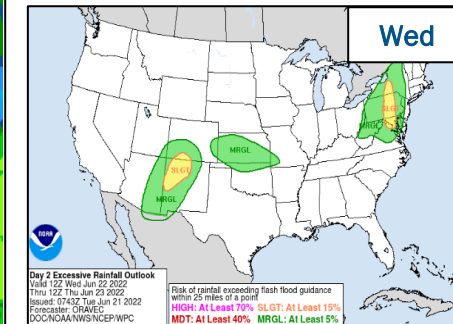 Wed
SLGT
MRGL
MRGL
SLGT
MRGL
NOAA
Day 2 Excessive Rainfall Outlook
Valid 12Z Wed Jun 22 2022
Thru 12Z Thu Jun 23 2022
Issued: 0743Z Tue Jun 21 2022
Forecaster: ORAVEC
DOC/NOAA/NWS/NCEP/WPC
Risk of rainfall exceeding flash flood guidance
within 25 miles of a point
HIGH: At Least 70% SLGT: At Least 15%
MDT: At Least 40% MRGL: At Least 5%